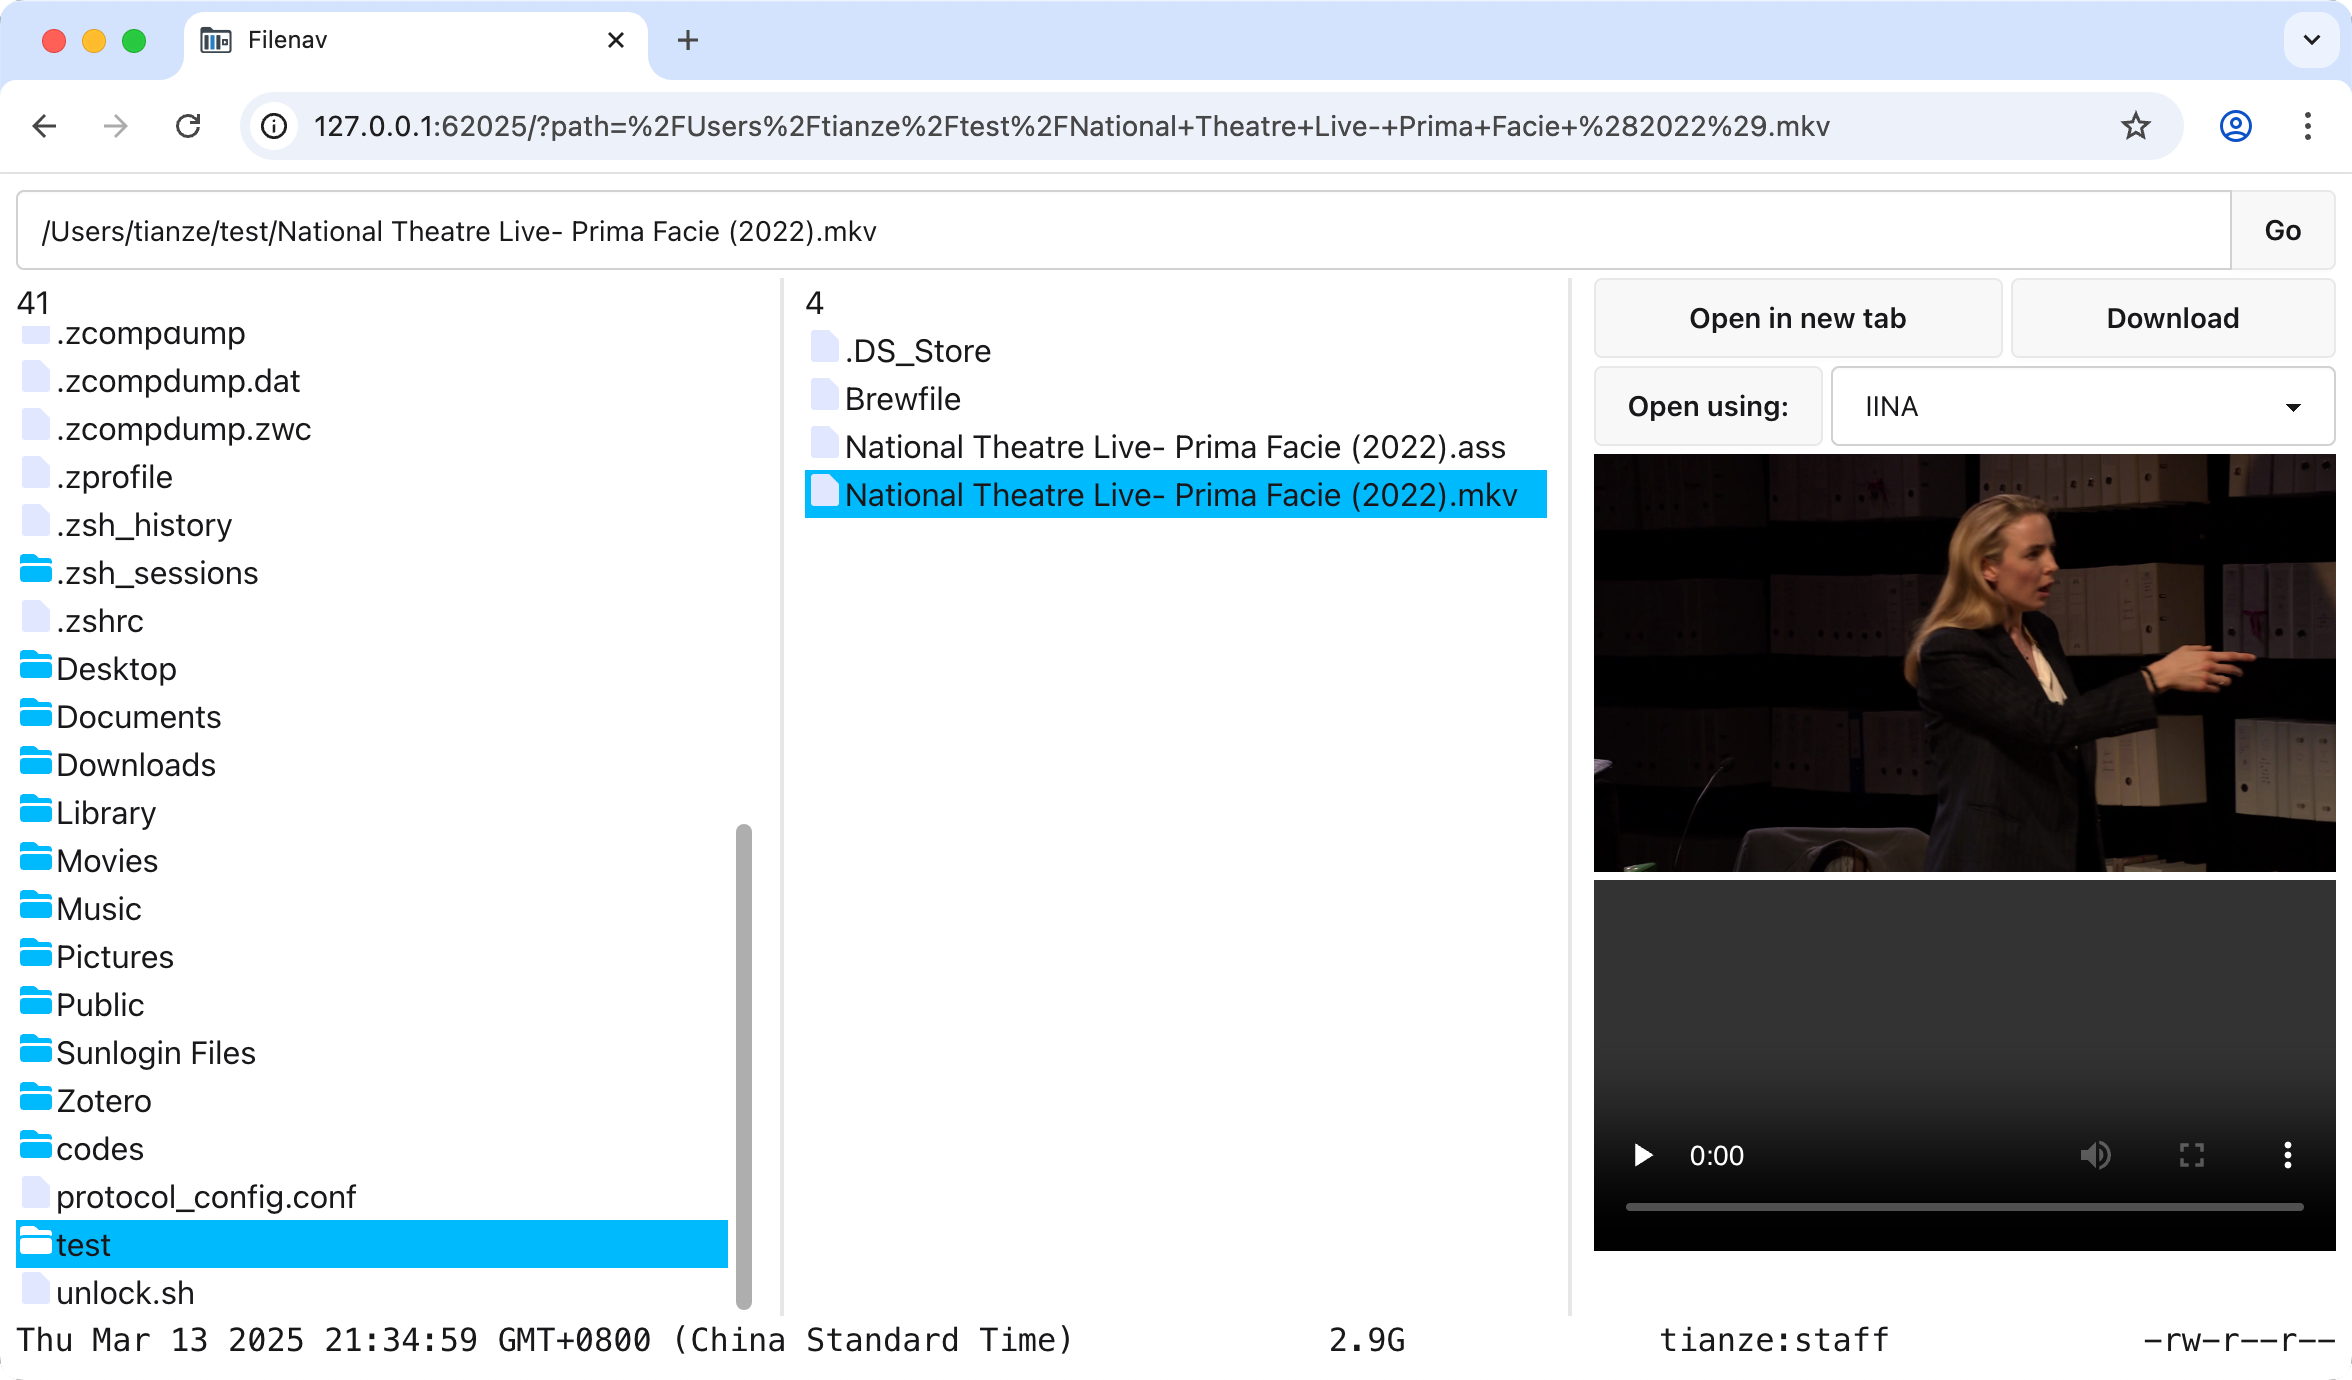 Filenav
127.0.0.1:62025/?path=%2FUsers%2Ftianze%2Ftest%2FNational+Theatre+Live-+Prima+Facie+%282022%29.mkv
/Users/tianze/test/National Theatre Live- Prima Facie (2022).mkv
Go
41
.zcompdump
.zcompdump.dat
.zcompdump.zwc
.zprofile
.zsh_history
.zsh_sessions
.zshrc
Desktop
Documents
Downloads
Library
Movies
Music
Pictures
Public
Sunlogin Files
Zotero
codes
protocol_config.conf
test
unlock.sh
4
.DS_Store
Brewfile
National Theatre Live- Prima Facie (2022).ass
National Theatre Live- Prima Facie (2022).mkv
Open in new tab
Download
Open using:
IINA
0:00
Thu Mar 13 2025 21:34:59 GMT+0800 (China Standard Time)
2.9G
tianze:staff
-rw-r--r--